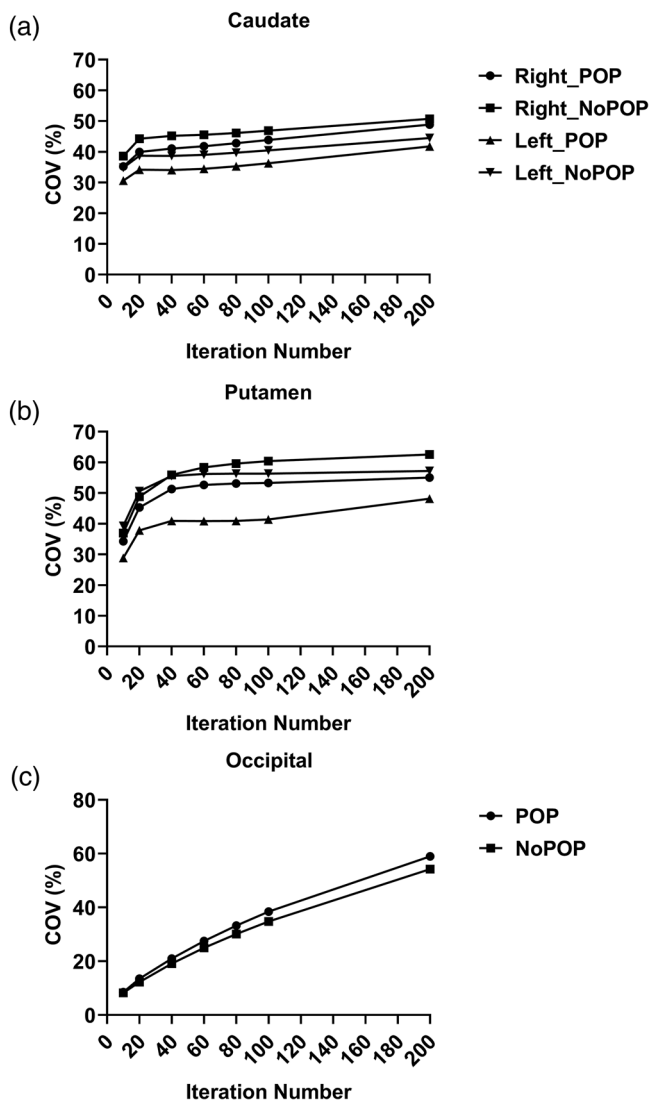 (a)
Caudate
COV (%)
70
60
50
40
30
20
10
0
0 20 40 60 80 100 120 140 160 180 200
Iteration Number
Right_POP
Right_NoPOP
Left_POP
Left_NoPOP
(b)
Putamen
COV (%)
70
60
50
40
30
20
10
0
0 20 40 60 80 100 120 140 160 180 200
Iteration Number
(c)
Occipital
COV (%)
80
60
40
20
0
0 20 40 60 80 100 120 140 160 180 200
Iteration Number
POP
NoPOP